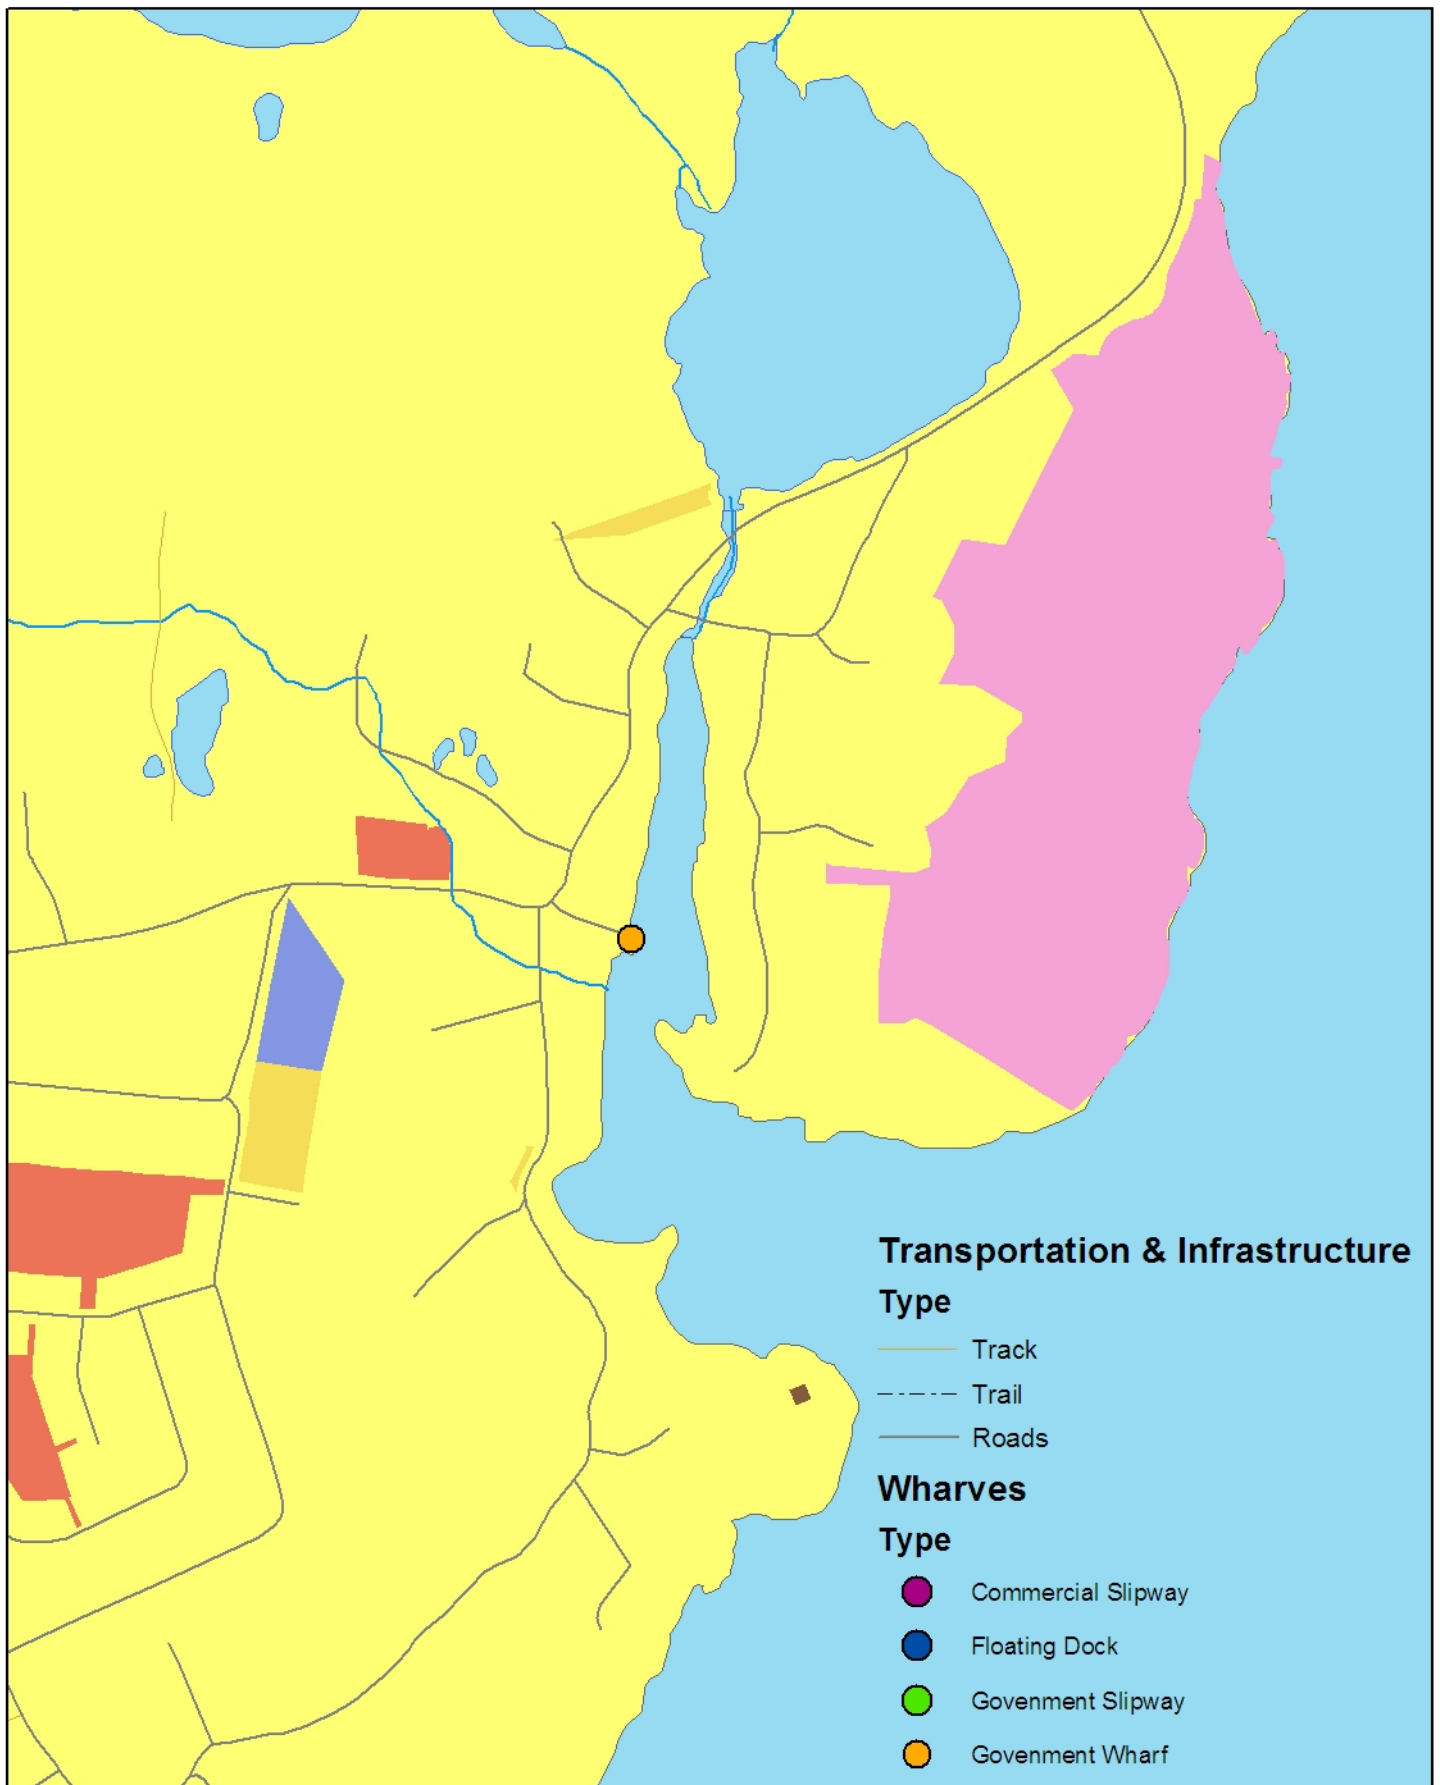 Transportation & Infrastructure
Type
Track
Trail
Roads
Wharves
Type
Commercial Slipway
Floating Dock
Govenment Slipway
Govenment Wharf